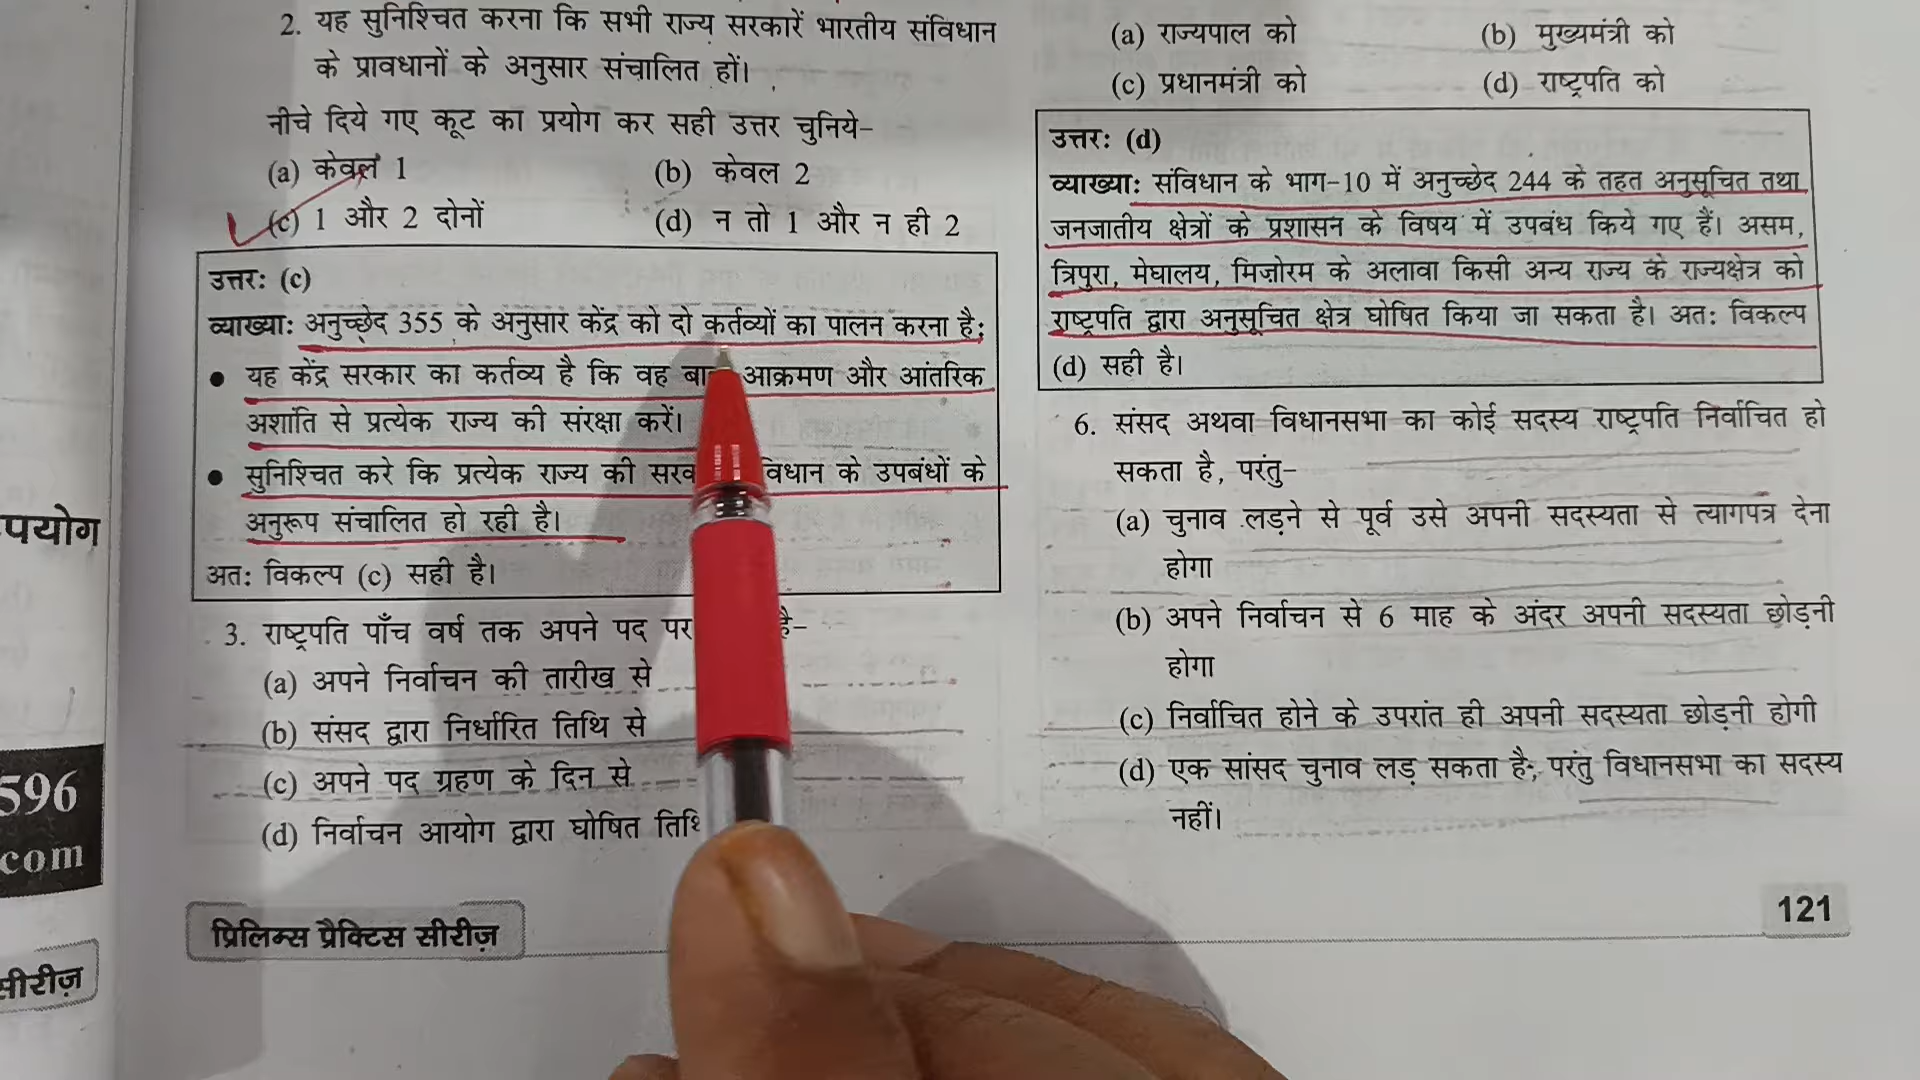 2. यह सुनिश्चित करना कि सभी राज्य सरकारें भारतीय संविधान
के प्रावधानों के अनुसार संचालित हों।
नीचे दिये गए कूट का प्रयोग कर सही उत्तर चुनिये-
(a) केवल 1
(b) केवल 2
(c) 1 और 2 दोनों
(d) न तो 1 और न ही 2
उत्तर: (c)
व्याख्या: अनुच्छेद 355 के अनुसार केंद्र को दो कर्तव्यों का पालन करना है;
● यह केंद्र सरकार का कर्तव्य है कि वह आक्रमण और आंतरिक
अशांति से प्रत्येक राज्य की संरक्षा करें।
● सुनिश्चित करे कि प्रत्येक राज्य की के उपबंधों के
अनुरूप संचालित हो रही है।
अत: विकल्प (c) सही है।
3. राष्ट्रपति पाँच वर्ष तक अपने पद पर है-
(a) अपने निर्वाचन की तारीख से
(b) संसद द्वारा निर्धारित तिथि से
(c) अपने पद ग्रहण के दिन से
(d) निर्वाचन आयोग द्वारा घोषित
प्रिलिम्स प्रैक्टिस सीरीज़
(a) राज्यपाल को
(b) मुख्यमंत्री को
(c) प्रधानमंत्री को
(d) राष्ट्रपति को
उत्तर: (d)
व्याख्या: संविधान के भाग-10 में अनुच्छेद 244 के तहत अनुसूचित तथा
जनजातीय क्षेत्रों के प्रशासन के विषय में उपबंध किये गए हैं। असम,
त्रिपुरा, मेघालय, मिज़ोरम के अलावा किसी अन्य राज्य के राज्यक्षेत्र को
राष्ट्रपति द्वारा अनुसूचित क्षेत्र घोषित किया जा सकता है। अत: विकल्प
(d) सही है।
6. संसद अथवा विधानसभा का कोई सदस्य राष्ट्रपति निर्वाचित हो
सकता है, परंतु-
(a) चुनाव लड़ने से पूर्व उसे अपनी सदस्यता से त्यागपत्र देना
होगा
(b) अपने निर्वाचन से 6 माह के अंदर अपनी सदस्यता छोड़नी
होगा
(c) निर्वाचित होने के उपरांत ही अपनी सदस्यता छोड़नी होगी
(d) एक सांसद चुनाव लड़ सकता है; परंतु विधानसभा का सदस्य
नहीं।
121
596
com